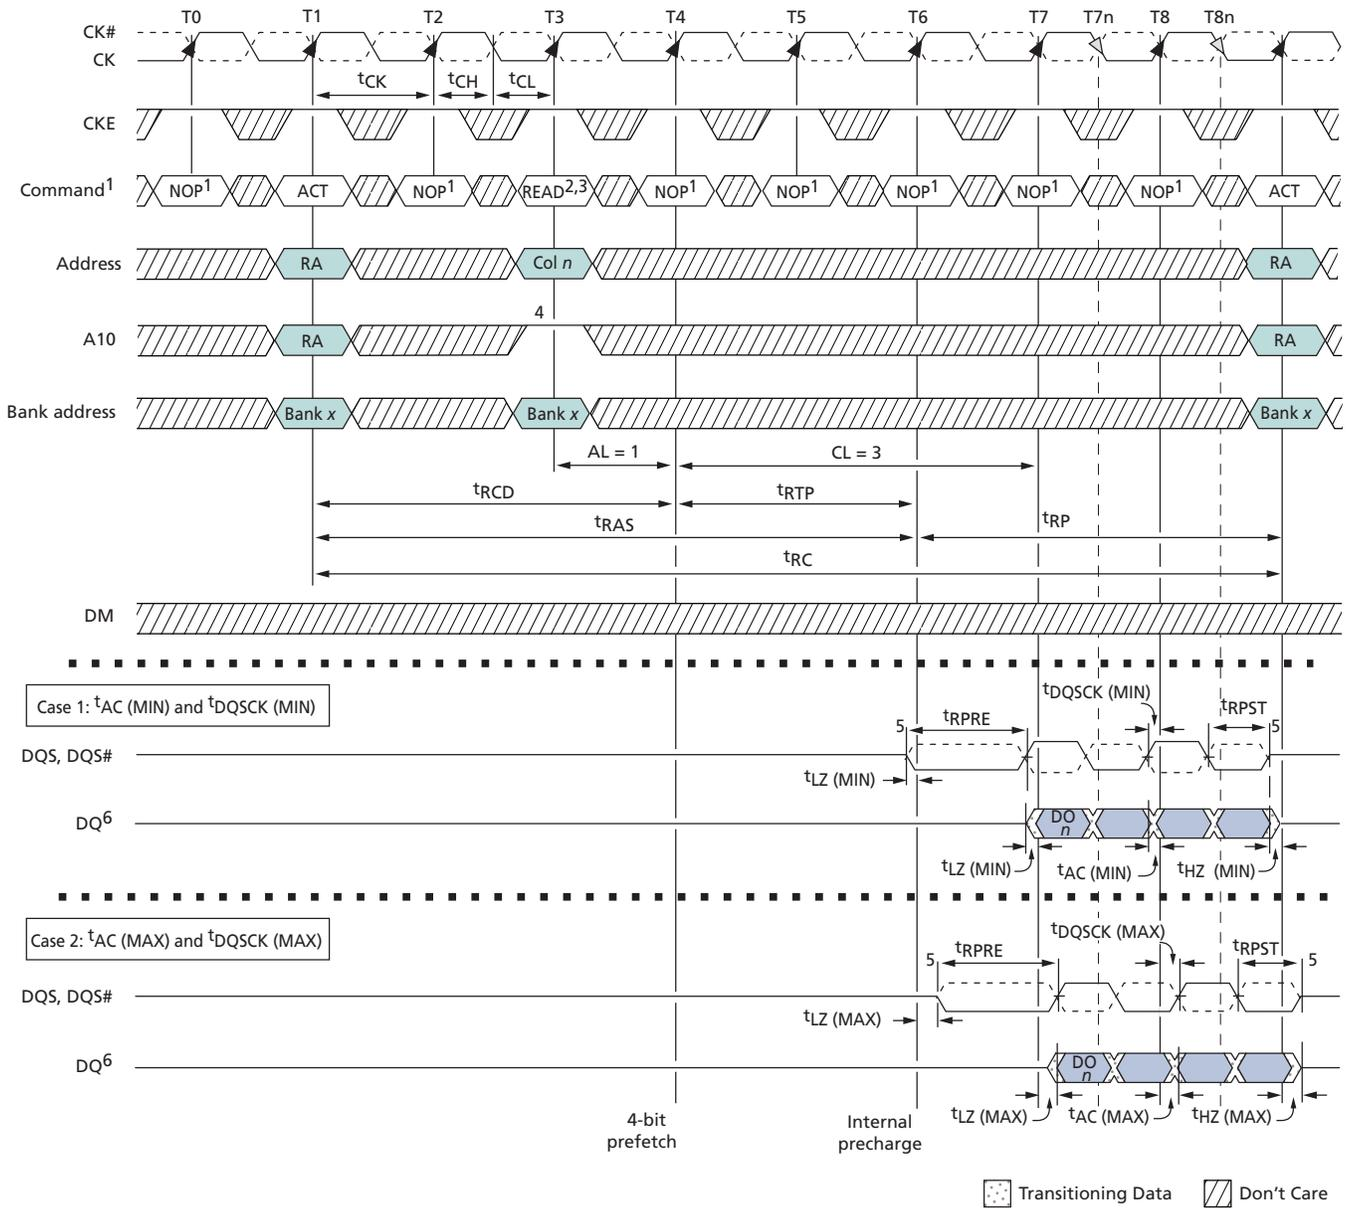 T0 T1 T2 T3 T4 T5 T6 T7 T7n T8 T8n
CK#
CK
tCK tCH tCL
CKE
Command1 NOP1 ACT NOP1 READ2,3 NOP1 NOP1 NOP1 NOP1 NOP1 ACT
Address RA Col n RA
4
A10 RA RA
Bank address Bank x Bank x Bank x
AL = 1 CL = 3
tRCD tRTP
tRAS tRP
tRC
DM
Case 1: tAC (MIN) and tDQSCK (MIN)
tDQSCK (MIN)
5 tRPRE tRPST 5
DQS, DQS#
tLZ (MIN)
DQ6 DO n
tLZ (MIN) tAC (MIN) tHZ (MIN)
Case 2: tAC (MAX) and tDQSCK (MAX)
tDQSCK (MAX)
5 tRPRE tRPST 5
DQS, DQS#
tLZ (MAX)
DQ6 DO n
tLZ (MAX) tAC (MAX) tHZ (MAX)
4-bit prefetch
Internal precharge
Transitioning Data Don't Care